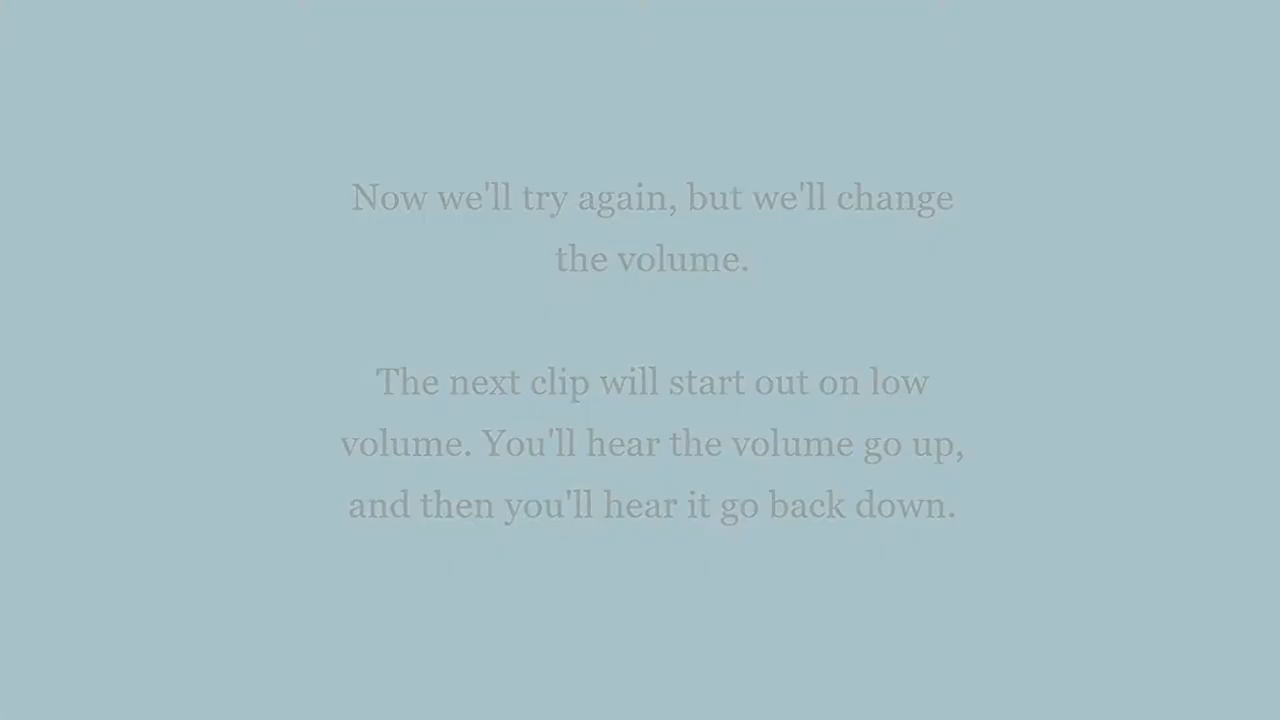 Now we'll try again, but we'll change
the volume.
The next clip will start out on low
volume. You'll hear the volume go up,
and then you'll hear it go back down.